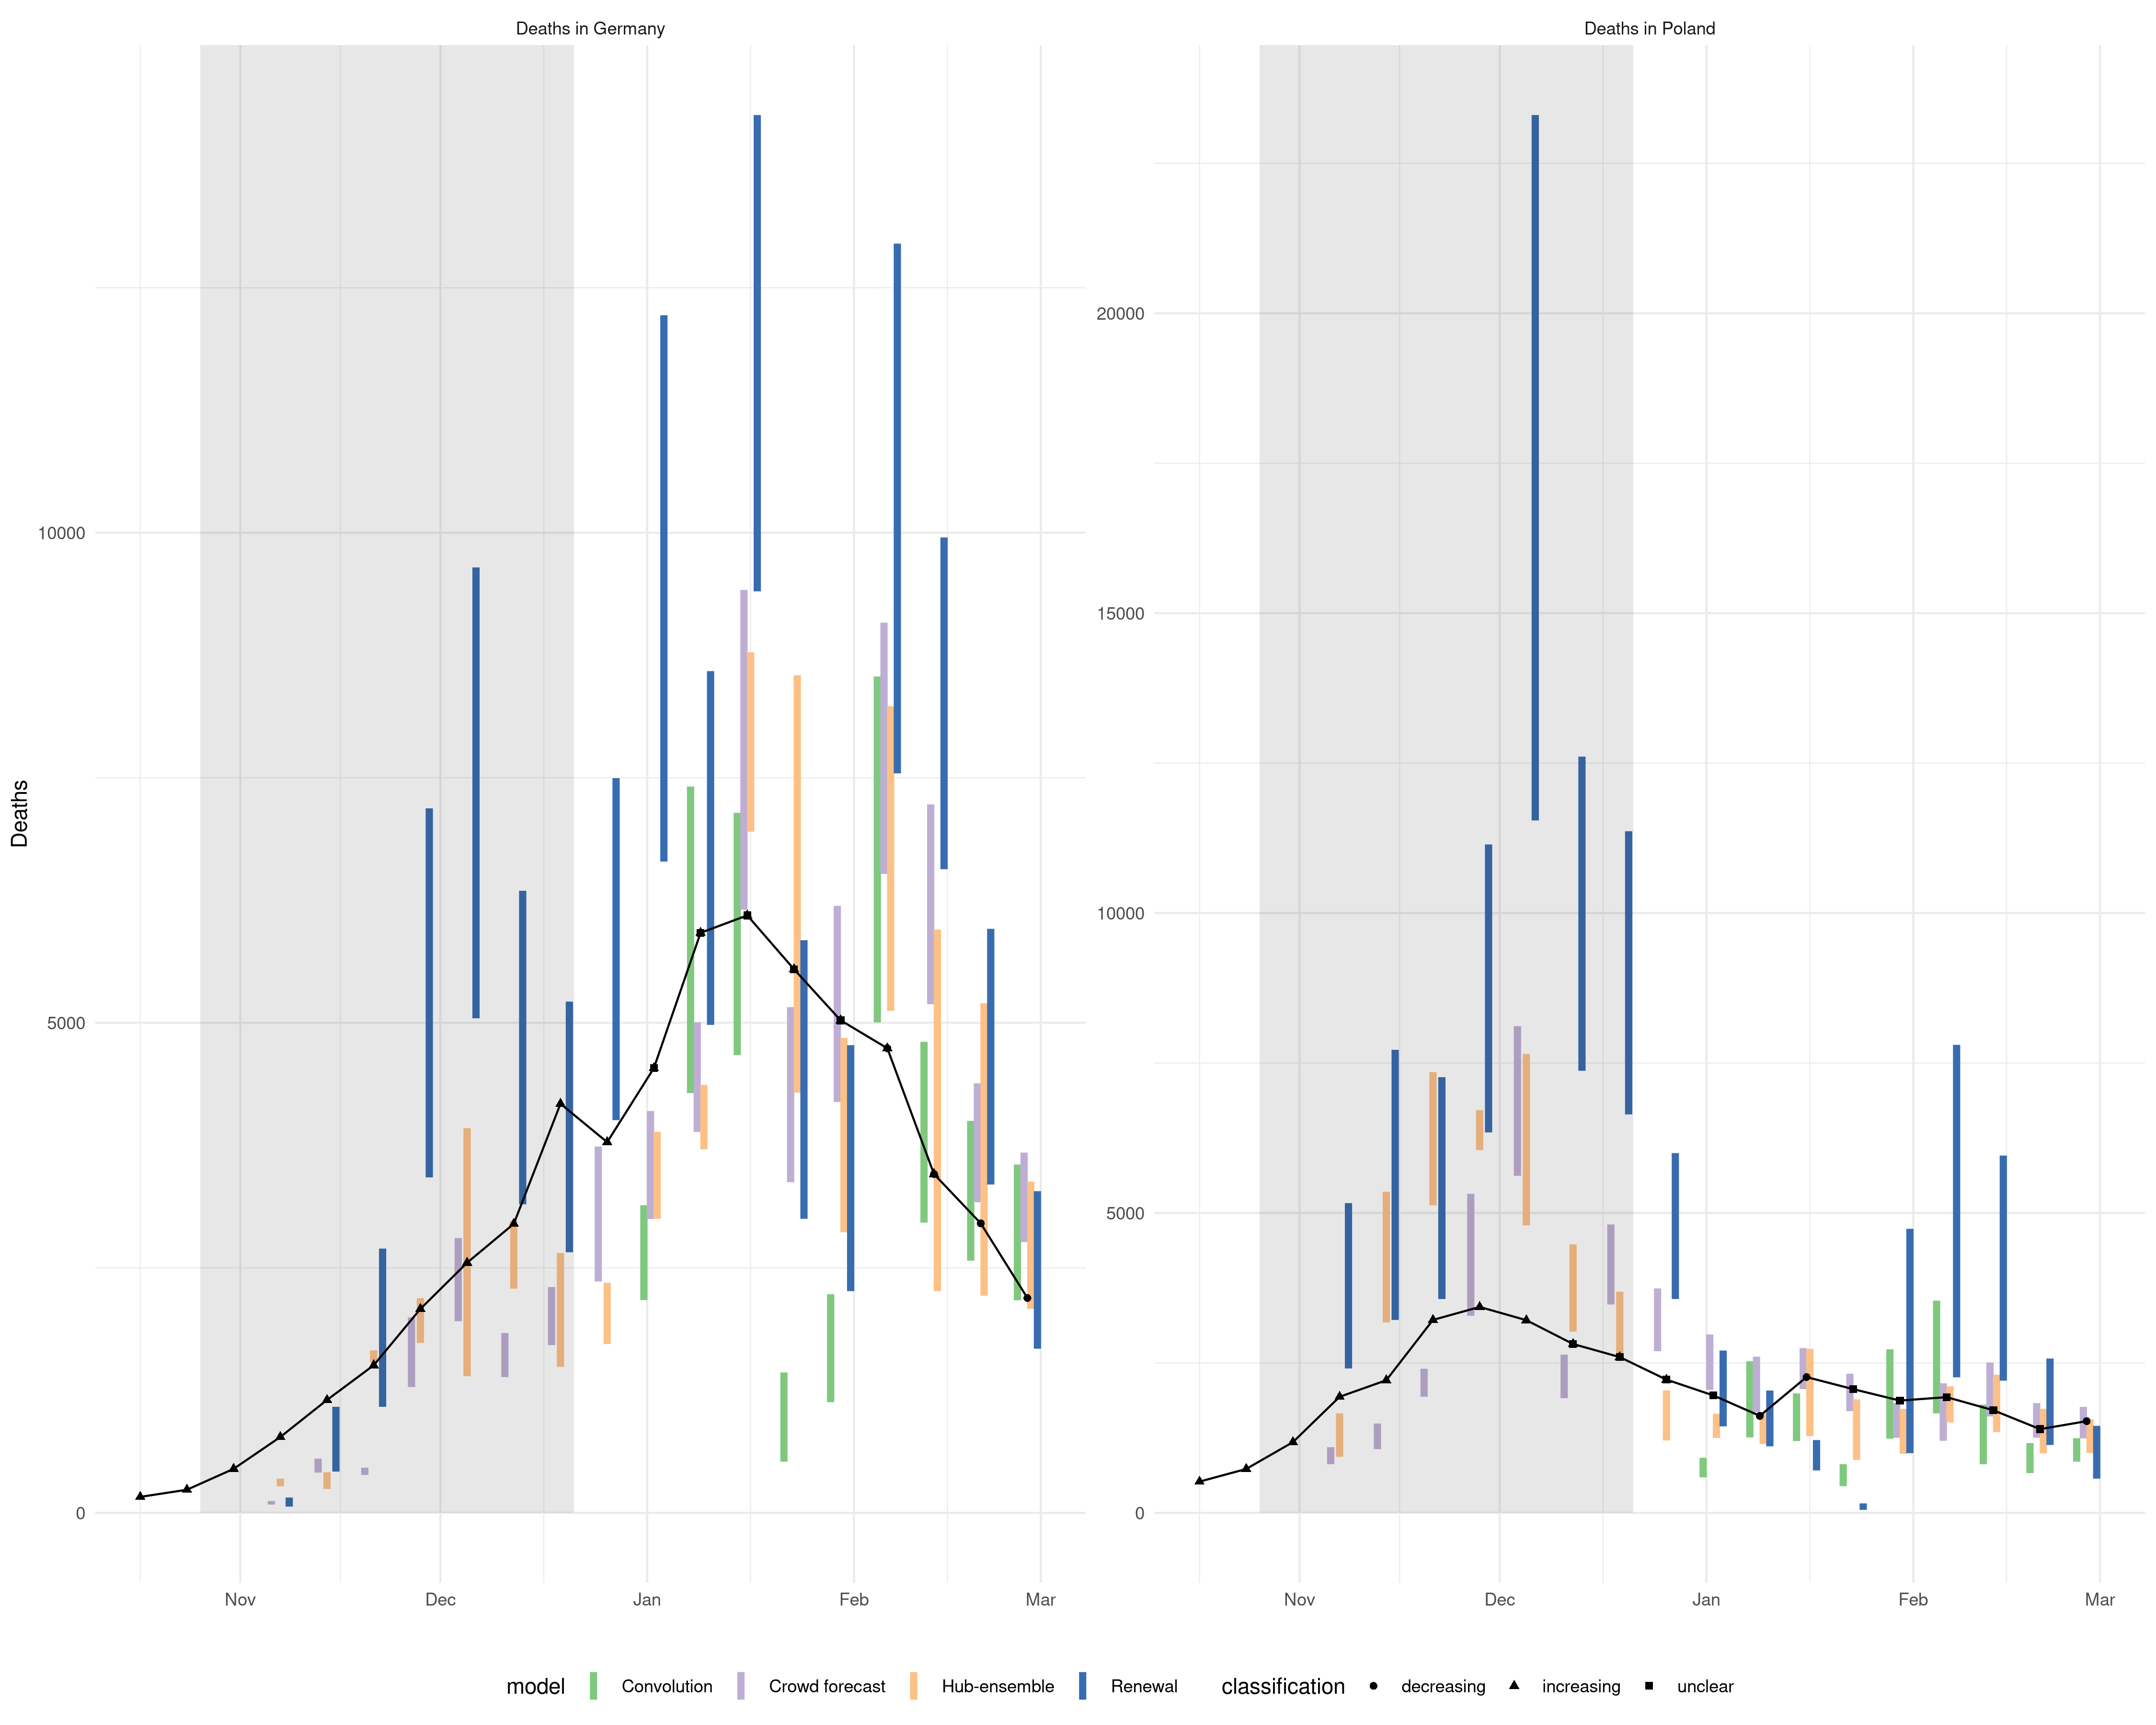 Deaths in Germany
Deaths in Poland
Deaths
10000
5000
0
20000
15000
10000
5000
0
Nov Dec Jan Feb Mar
Nov Dec Jan Feb Mar
model Convolution Crowd forecast Hub-ensemble Renewal classification decreasing increasing unclear